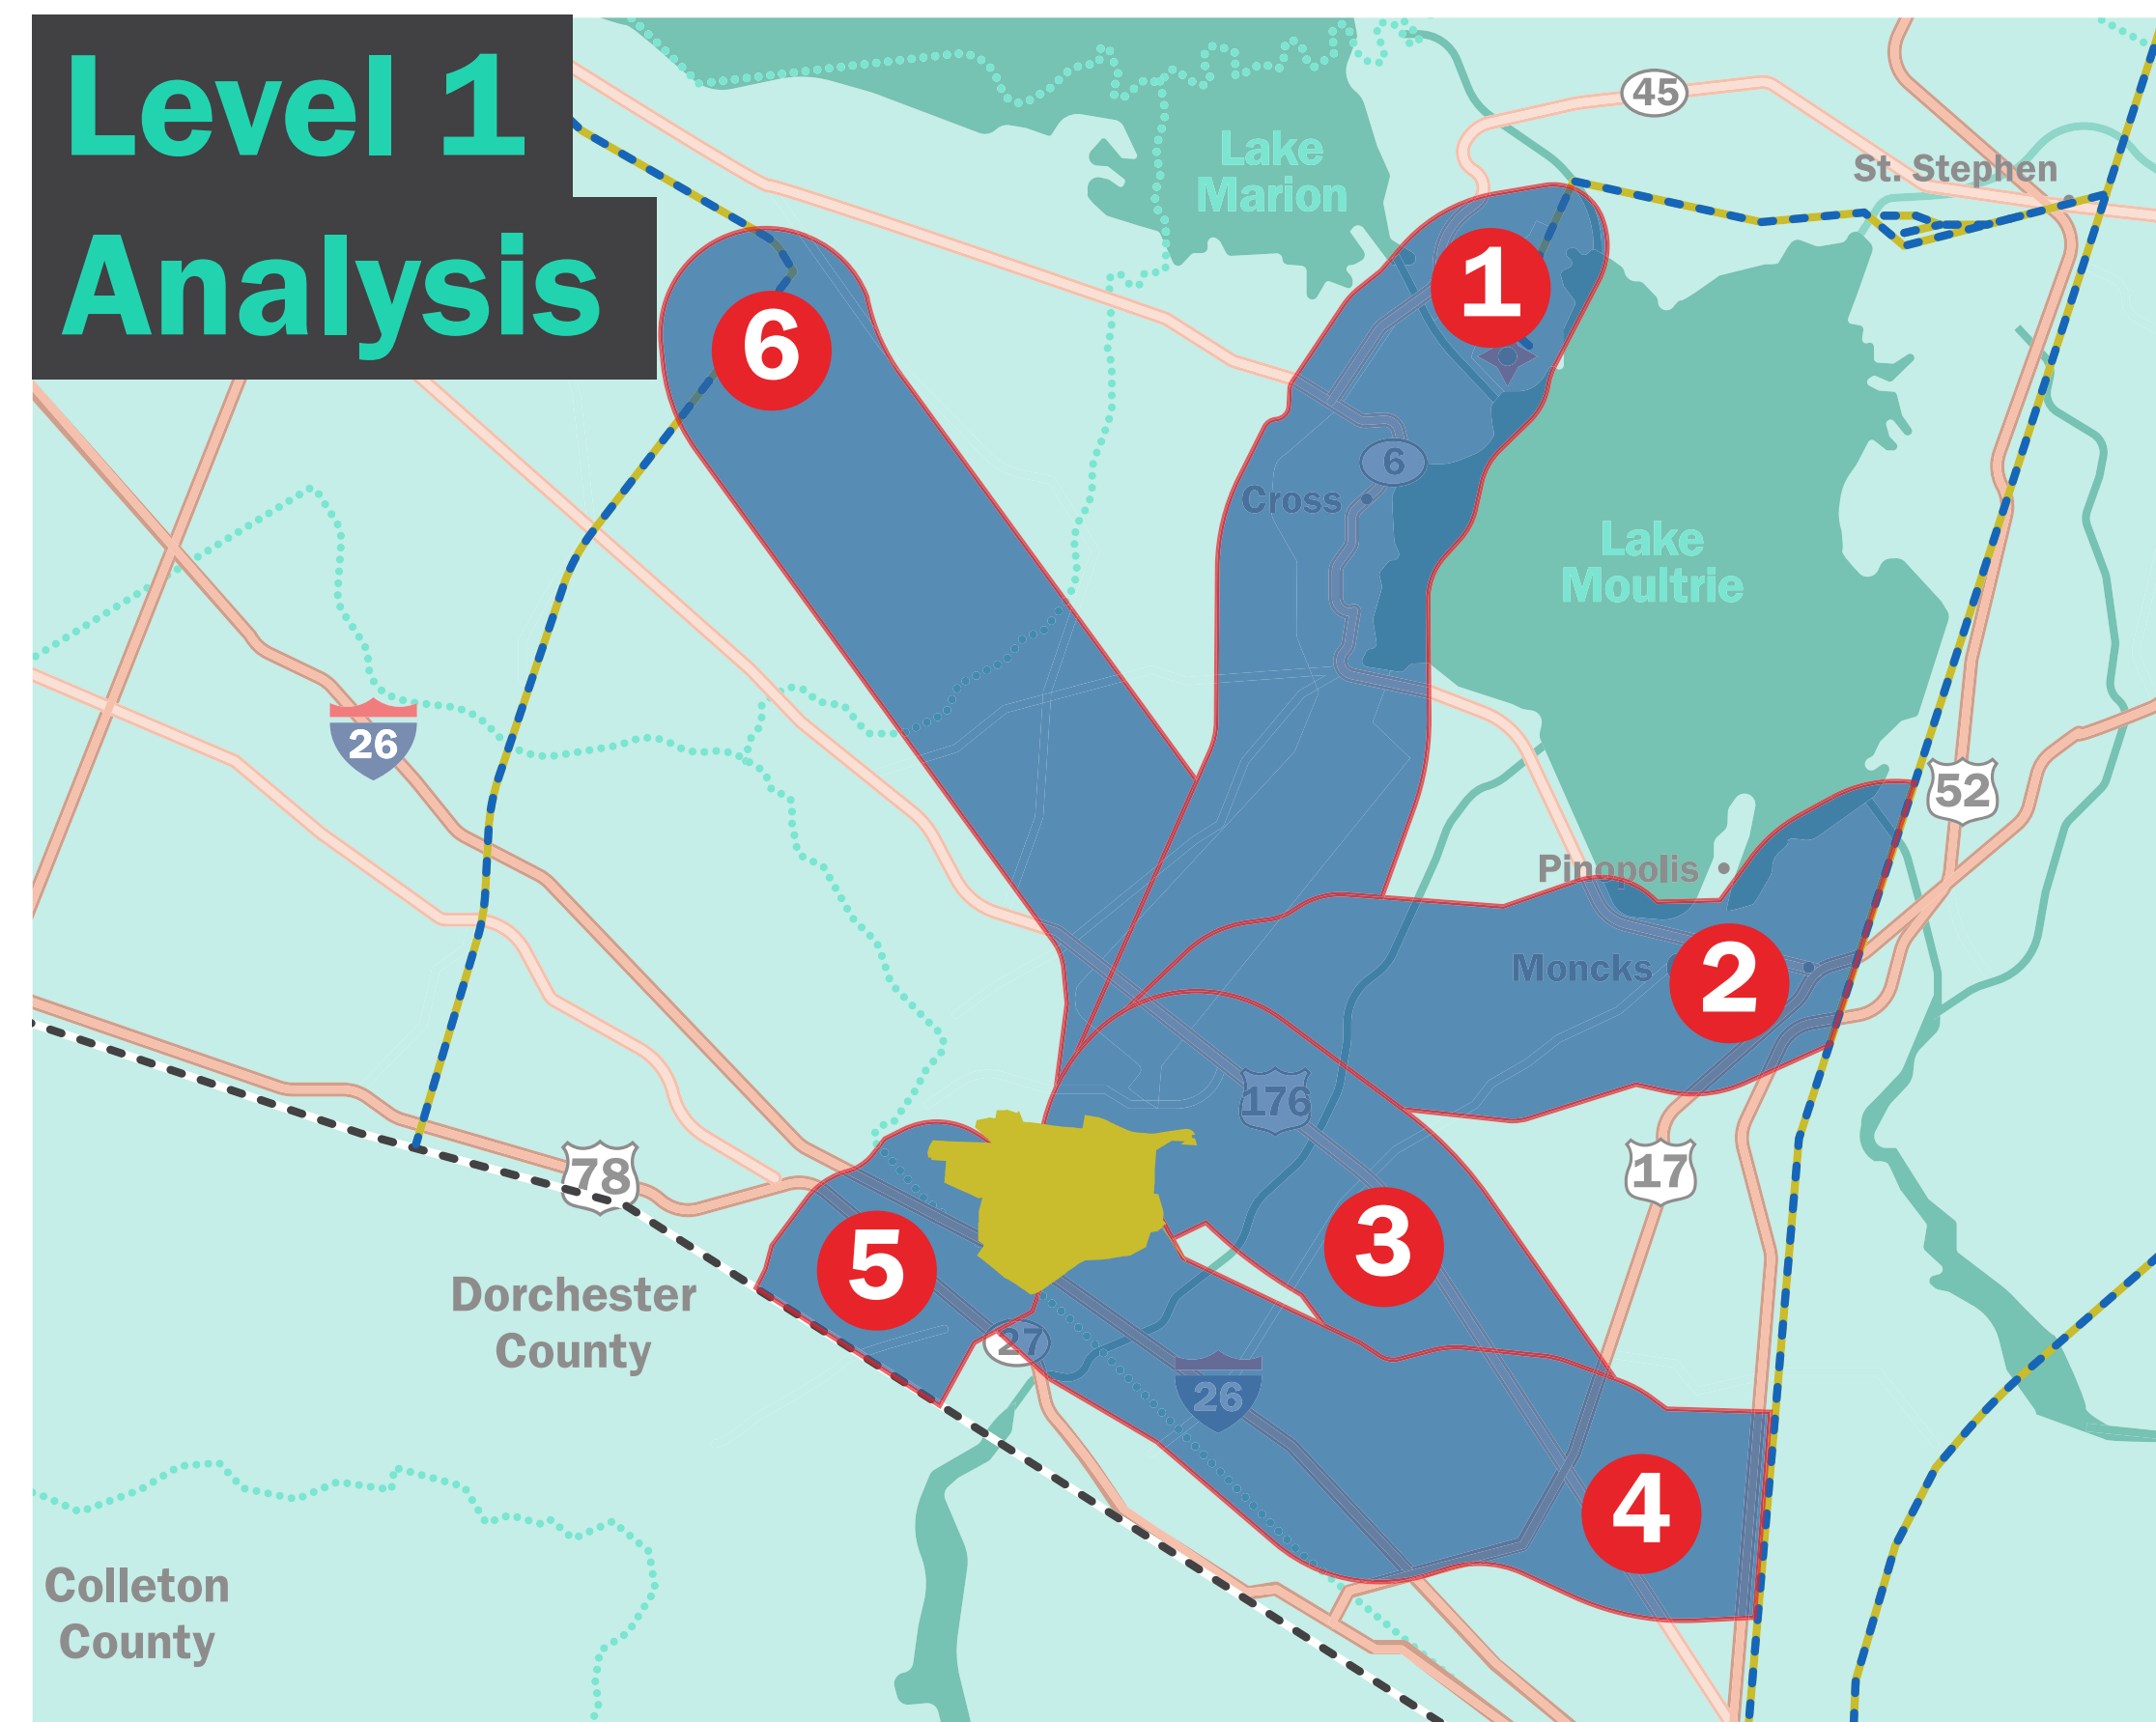 Level 1
Analysis
45
St. Stephen
Lake
Marion
1
6
6
Cross
Lake
Moultrie
26
52
Pinopolis
Moncks
2
176
78
17
3
5
Dorchester
County
27
26
4
Colleton
County